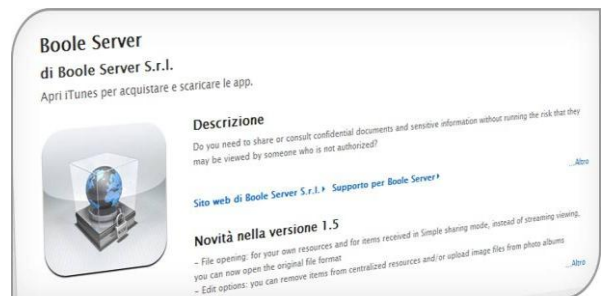 Boole Server
di Boole Server S.r.l.
Apri iTunes per acquistare e scaricare le app.
Descrizione
Do you need to share or consult confidential documents and sensitive information without running the risk that they
may be viewed by someone who is not authorized?
...Altro
Sito web di Boole Server S.r.l. Supporto per Boole Server
Novità nella versione 1.5
– File opening: for your own resources and for items received in Simple sharing mode, instead of streaming viewing,
you can now open the original file format
– Edit options: you can remove items from centralized resources and/or upload image files from photo albums
...Altro